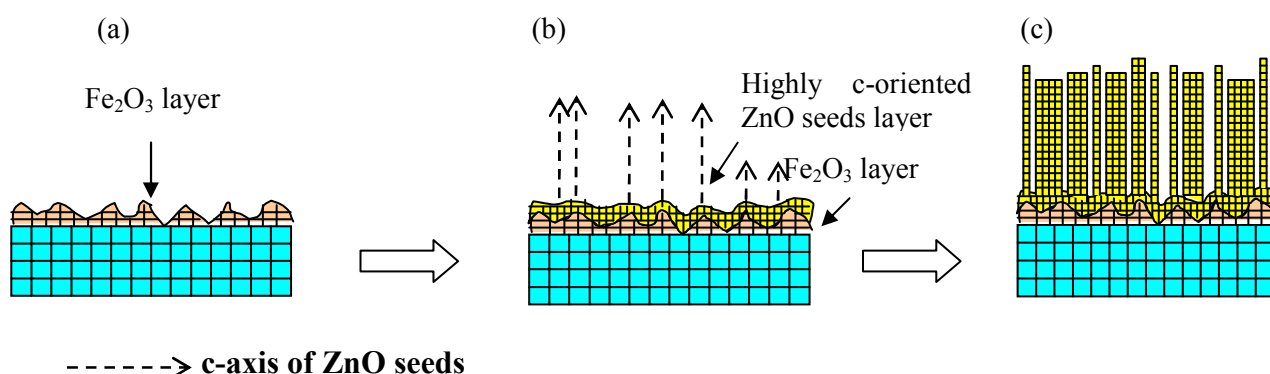 (a)
Fe₂O₃ layer
(b)
Highly c-oriented
ZnO seeds layer
Fe₂O₃ layer
(c)
c-axis of ZnO seeds